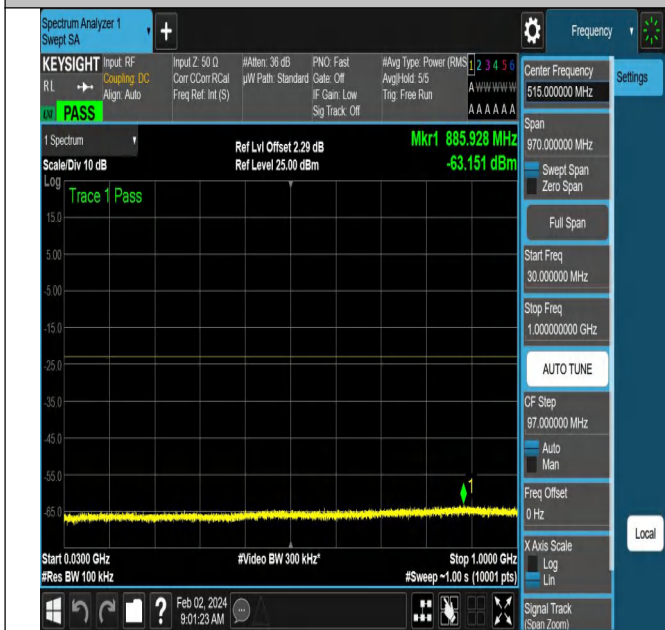 Spectrum Analyzer 1
Swept SA
+
Frequency
KEYSIGHT
RL
PASS
Input: RF
Coupling: DC
Align: Auto
Input Z: 50 Ω
Corr CCorr RCal
Freq Ref: Int (S)
#Atten: 36 dB
µW Path: Standard
PNO: Fast
Gate: Off
IF Gain: Low
Sig Track: Off
#Avg Type: Power (RMS
Avg|Hold: 5/5
Trig: Free Run
1 2 3 4 5 6
A W W W W W
A A A A A A
1 Spectrum
Scale/Div 10 dB
Ref Lvl Offset 2.29 dB
Ref Level 25.00 dBm
Mkr1 885.928 MHz
-63.151 dBm
Log
Trace 1 Pass
15.0
5.00
-5.00
-15.0
-25.0
-35.0
-45.0
-55.0
-65.0
1
Start 0.0300 GHz
#Res BW 100 kHz
#Video BW 300 kHz*
Stop 1.0000 GHz
#Sweep ~1.00 s (10001 pts)
?
Feb 02, 2024
9:01:23 AM
Center Frequency
515.000000 MHz
Span
970.000000 MHz
Swept Span
Zero Span
Full Span
Start Freq
30.000000 MHz
Stop Freq
1.000000000 GHz
AUTO TUNE
CF Step
97.000000 MHz
Auto
Man
Freq Offset
0 Hz
X Axis Scale
Log
Lin
Signal Track
(Span Zoom)
Settings
Local